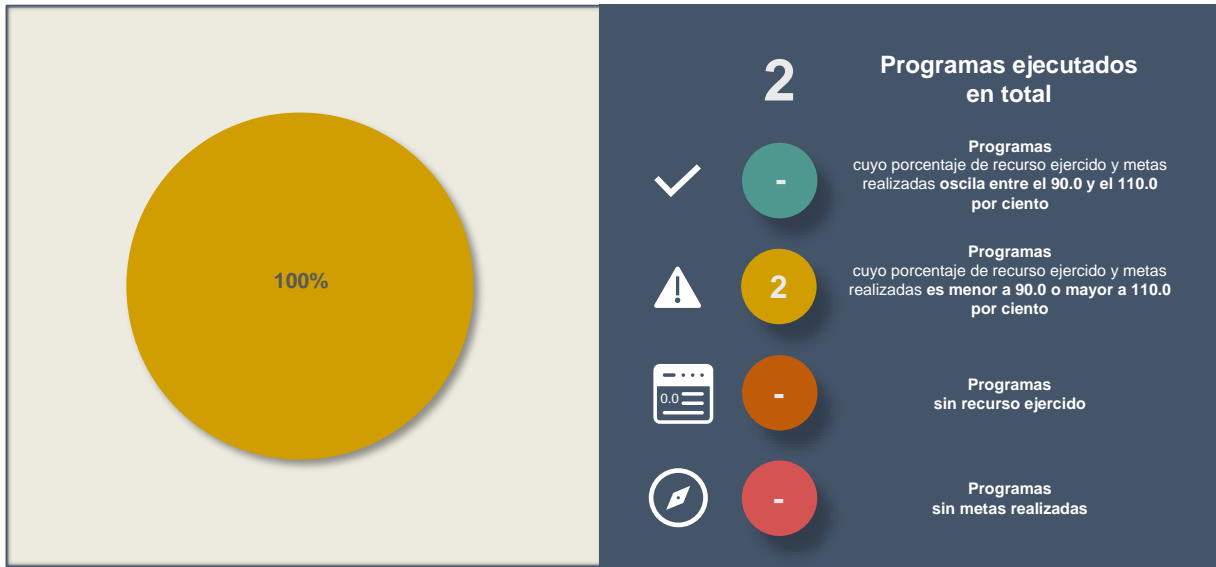 100%
2
Programas ejecutados
en total
-
Programas
cuyo porcentaje de recurso ejercido y metas
realizadas oscila entre el 90.0 y el 110.0
por ciento
2
Programas
cuyo porcentaje de recurso ejercido y metas
realizadas es menor a 90.0 o mayor a 110.0
por ciento
0.0
-
Programas
sin recurso ejercido
-
Programas
sin metas realizadas